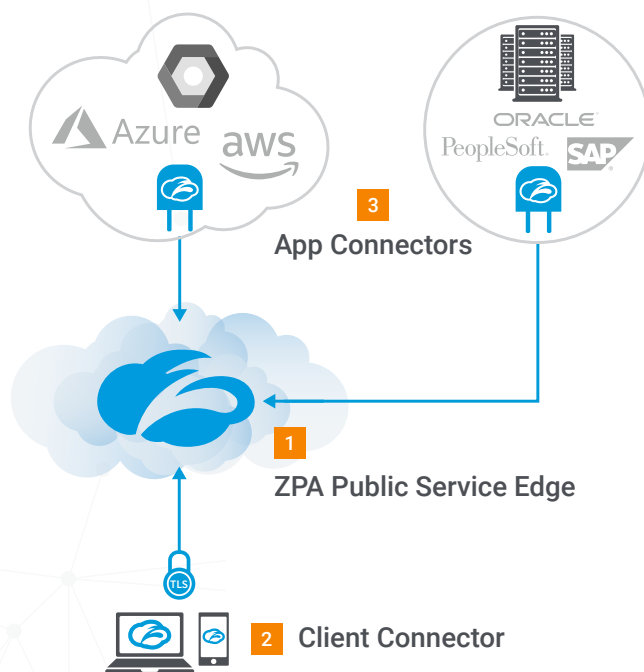 Azure
aws
ORACLE
PeopleSoft.
SAP
3
App Connectors
1
ZPA Public Service Edge
TLS
2 Client Connector